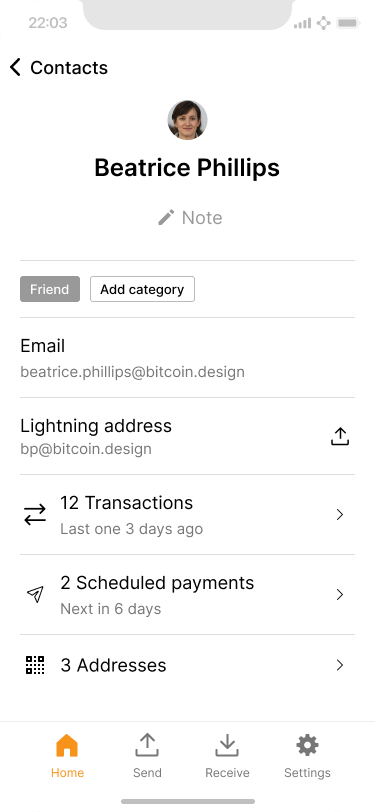 22:03
Contacts
Beatrice Phillips
Note
Friend Add category
Email
beatrice.phillips@bitcoin.design
Lightning address
bp@bitcoin.design
12 Transactions
Last one 3 days ago
2 Scheduled payments
Next in 6 days
3 Addresses
Home Send Receive Settings